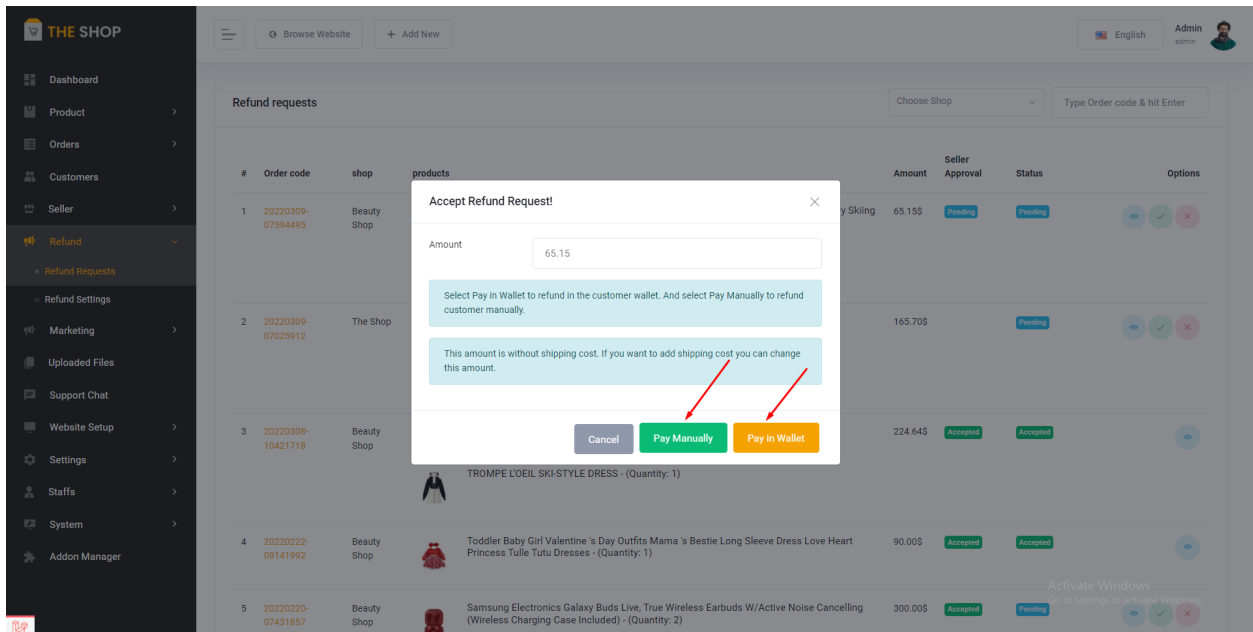 THE SHOP
Browse Website
+ Add New
English
Admin
admin
Dashboard
Product
Orders
Customers
Seller
Refund
Refund Requests
Refund Settings
Marketing
Uploaded Files
Support Chat
Website Setup
Settings
Staffs
System
Addon Manager
Refund requests
Choose Shop
Type Order code & hit Enter
# Order code shop products Amount Seller Approval Status Options
1 20220309- Beauty y Skiing 65.15$ Pending Pending
07594495 Shop
2 20220309- The Shop 165.70$ Pending
07025912
3 20220308- Beauty 224.64$ Accepted Accepted
10421718 Shop
TROMPE L'OEIL SKI-STYLE DRESS - (Quantity: 1)
4 20220222- Beauty Toddler Baby Girl Valentine 's Day Outfits Mama 's Bestie Long Sleeve Dress Love Heart 90.00$ Accepted Accepted
09141992 Shop Princess Tulle Tutu Dresses - (Quantity: 1)
5 20220220- Beauty Samsung Electronics Galaxy Buds Live, True Wireless Earbuds W/Active Noise Cancelling 300.00$ Accepted Pending
07431857 Shop (Wireless Charging Case Included) - (Quantity: 2)
Accept Refund Request!
Amount
65.15
Select Pay in Wallet to refund in the customer wallet. And select Pay Manually to refund
customer manually.
This amount is without shipping cost. If you want to add shipping cost you can change
this amount.
Cancel
Pay Manually
Pay in Wallet
Activate Windows
Go to Settings to activate Windows.